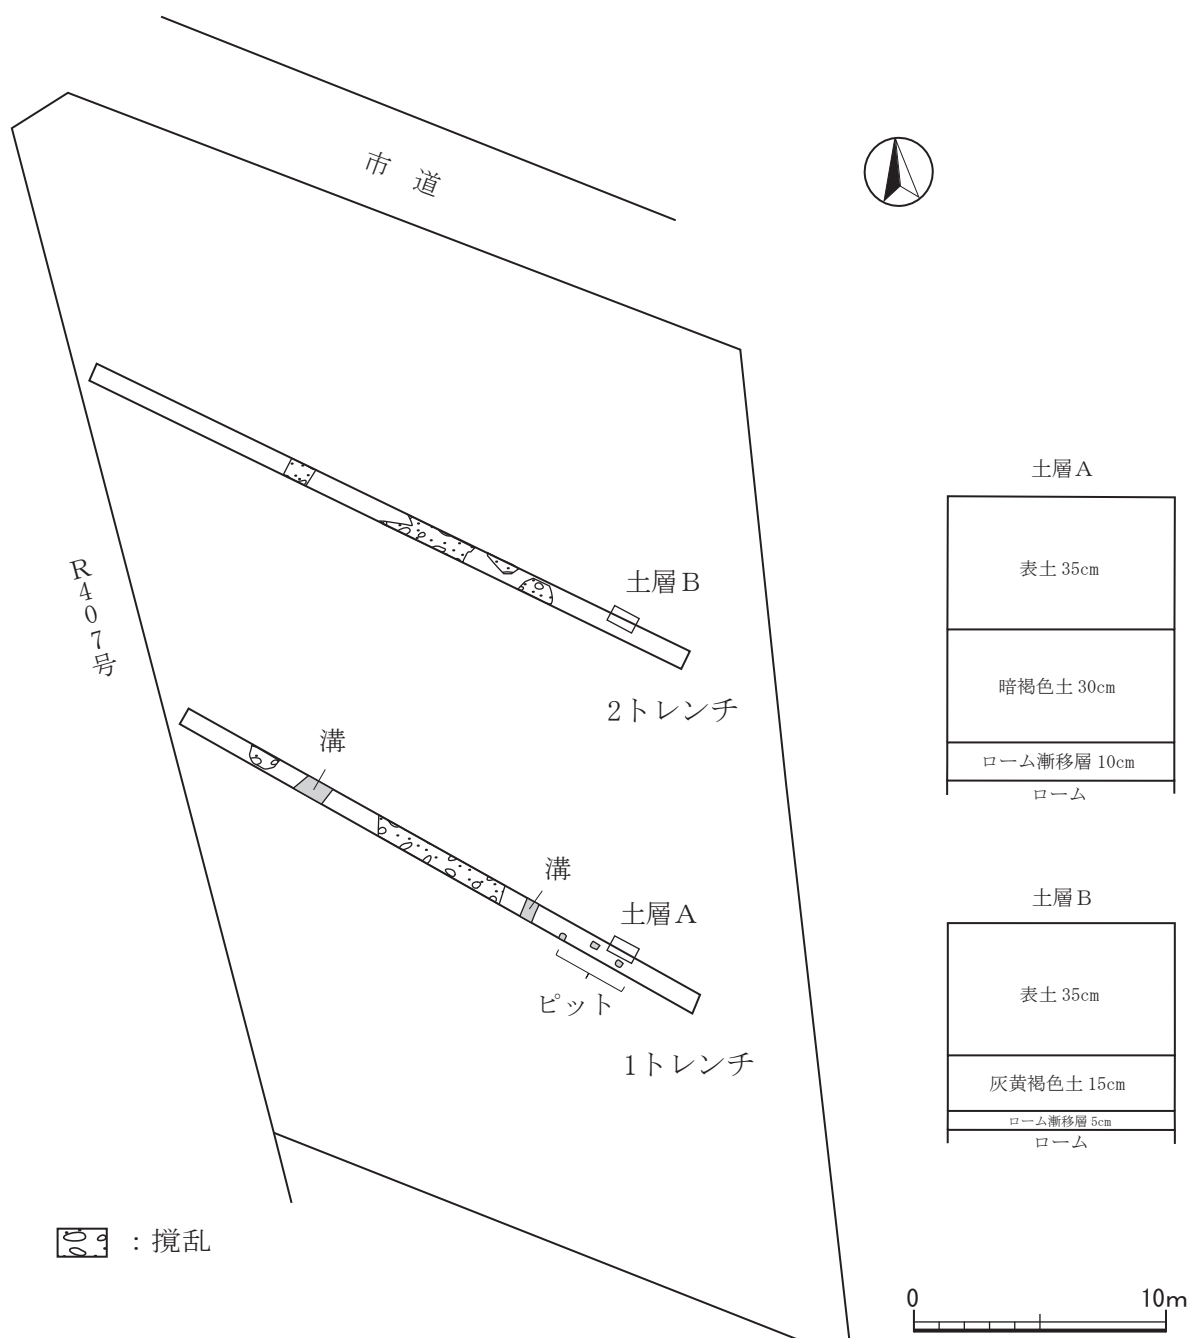 市 道
土層A
表土 35cm
暗褐色土 30cm
ローム漸移層 10cm
ローム
R407号
土層B
2トレンチ
溝
溝
土層A
ピット
1トレンチ
土層B
表土 35cm
灰黄褐色土 15cm
ローム漸移層 5cm
ローム
：撹乱
0 10m